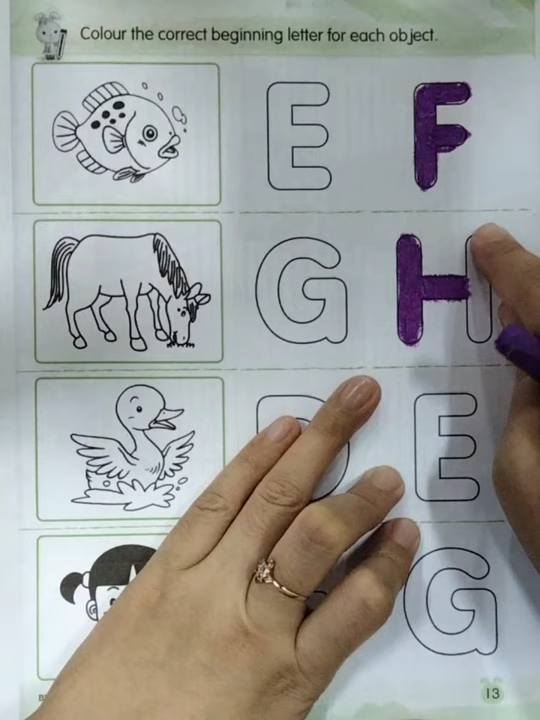 Colour the correct beginning letter for each object.
E F
G H
D E
G
13